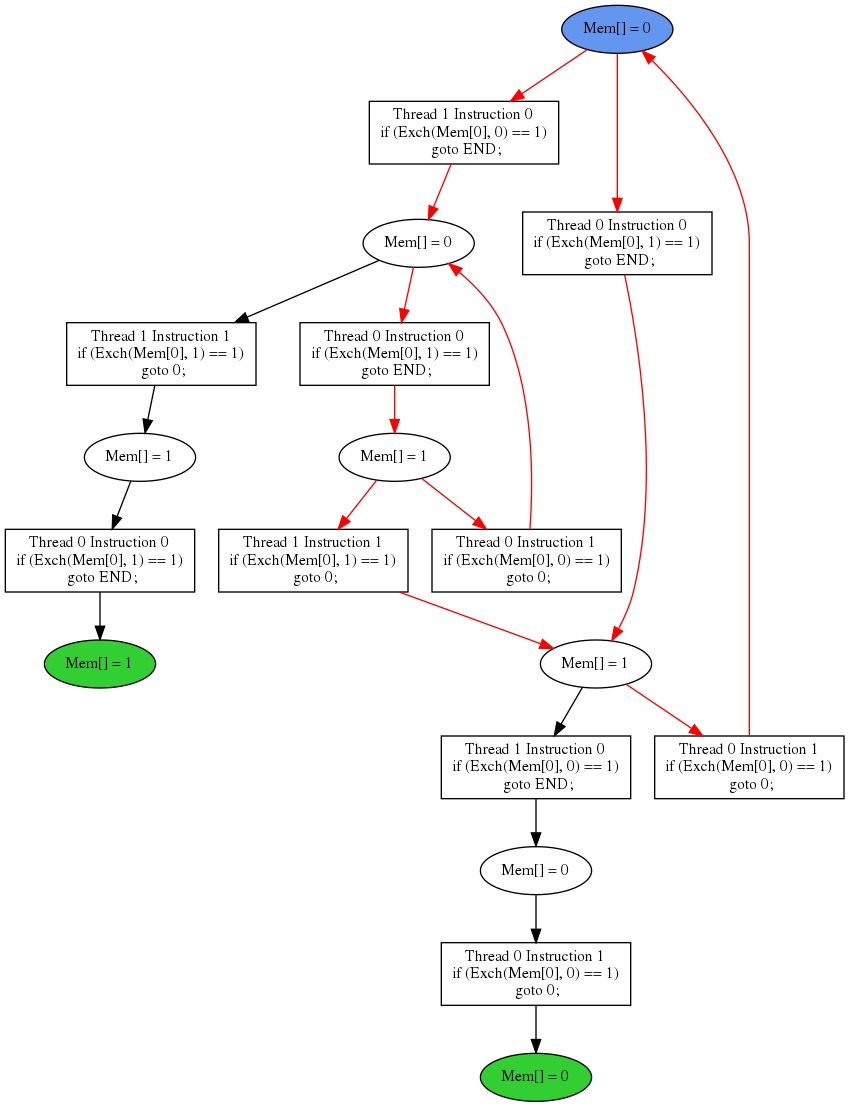 Mem[] = 0
Thread 1 Instruction 0
if (Exch(Mem[0], 0) == 1)
goto END;
Thread 0 Instruction 0
if (Exch(Mem[0], 1) == 1)
goto END;
Mem[] = 0
Thread 1 Instruction 1
if (Exch(Mem[0], 1) == 1)
goto 0;
Thread 0 Instruction 0
if (Exch(Mem[0], 1) == 1)
goto END;
Mem[] = 1
Mem[] = 1
Thread 0 Instruction 0
if (Exch(Mem[0], 1) == 1)
goto END;
Thread 1 Instruction 1
if (Exch(Mem[0], 1) == 1)
goto 0;
Thread 0 Instruction 1
if (Exch(Mem[0], 0) == 1)
goto 0;
Mem[] = 1
Mem[] = 1
Thread 1 Instruction 0
if (Exch(Mem[0], 0) == 1)
goto END;
Thread 0 Instruction 1
if (Exch(Mem[0], 0) == 1)
goto 0;
Mem[] = 0
Thread 0 Instruction 1
if (Exch(Mem[0], 0) == 1)
goto 0;
Mem[] = 0